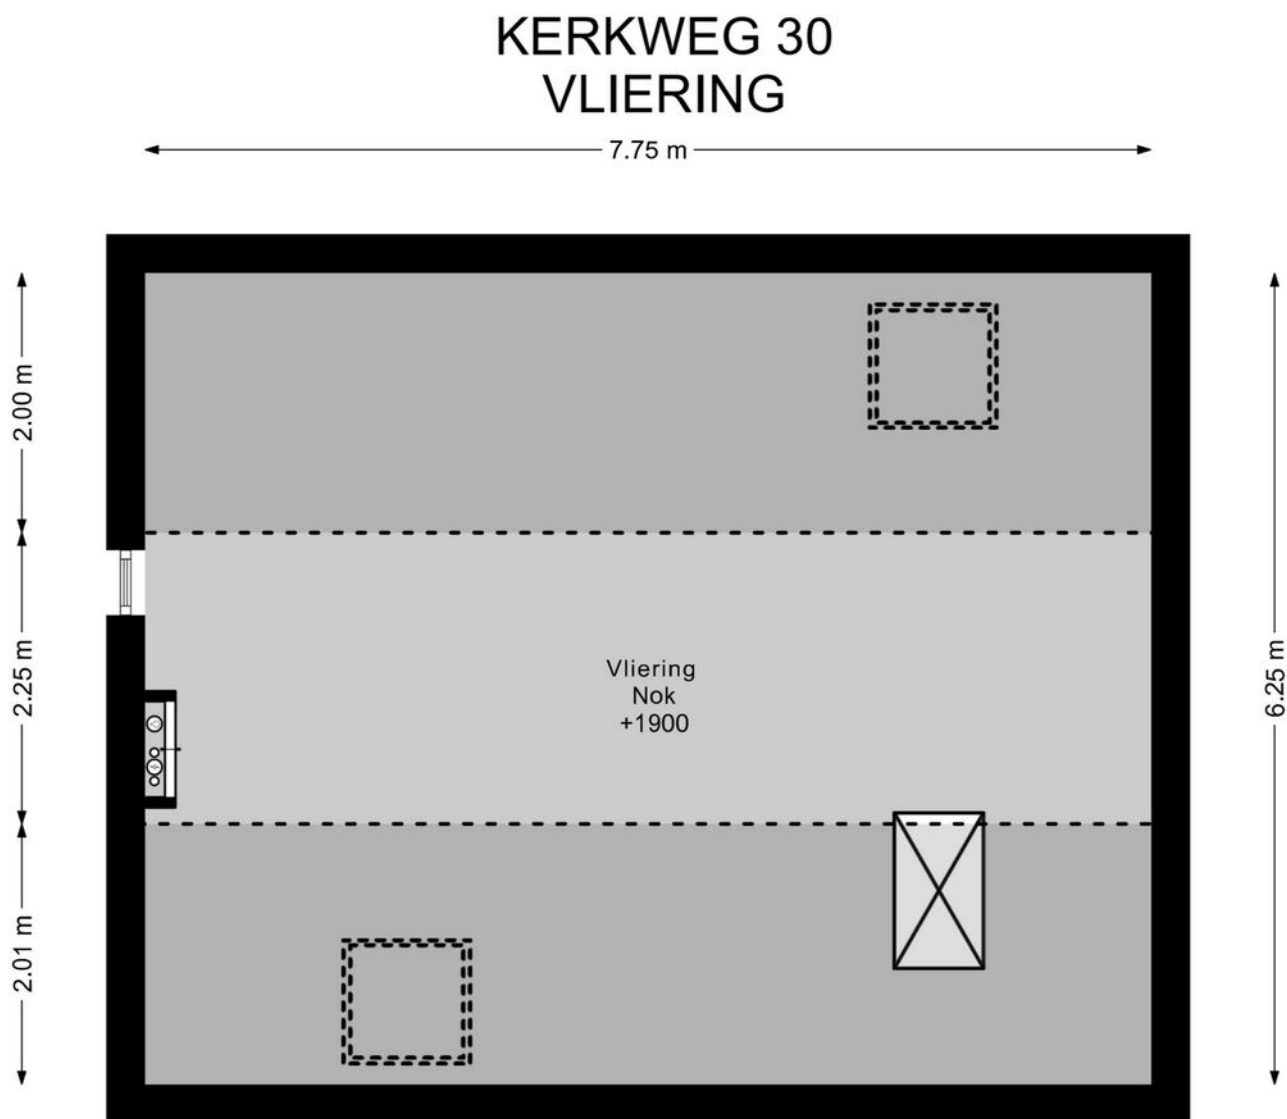 KERKWEG 30
VLIERING
7.75 m
2.00 m
2.25 m
2.01 m
6.25 m
Vliering
Nok
+1900